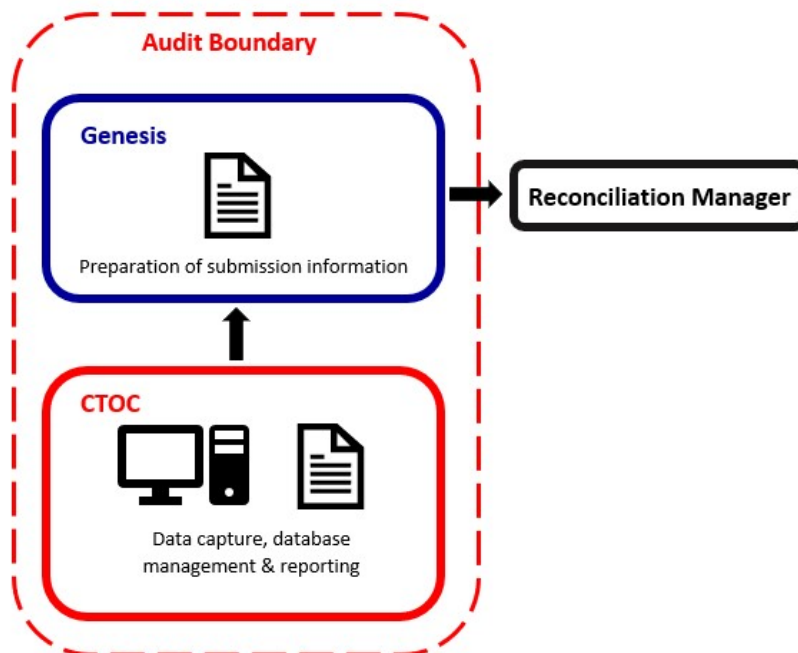 Audit Boundary
Genesis
Preparation of submission information
Reconciliation Manager
CTOC
Data capture, database
management & reporting